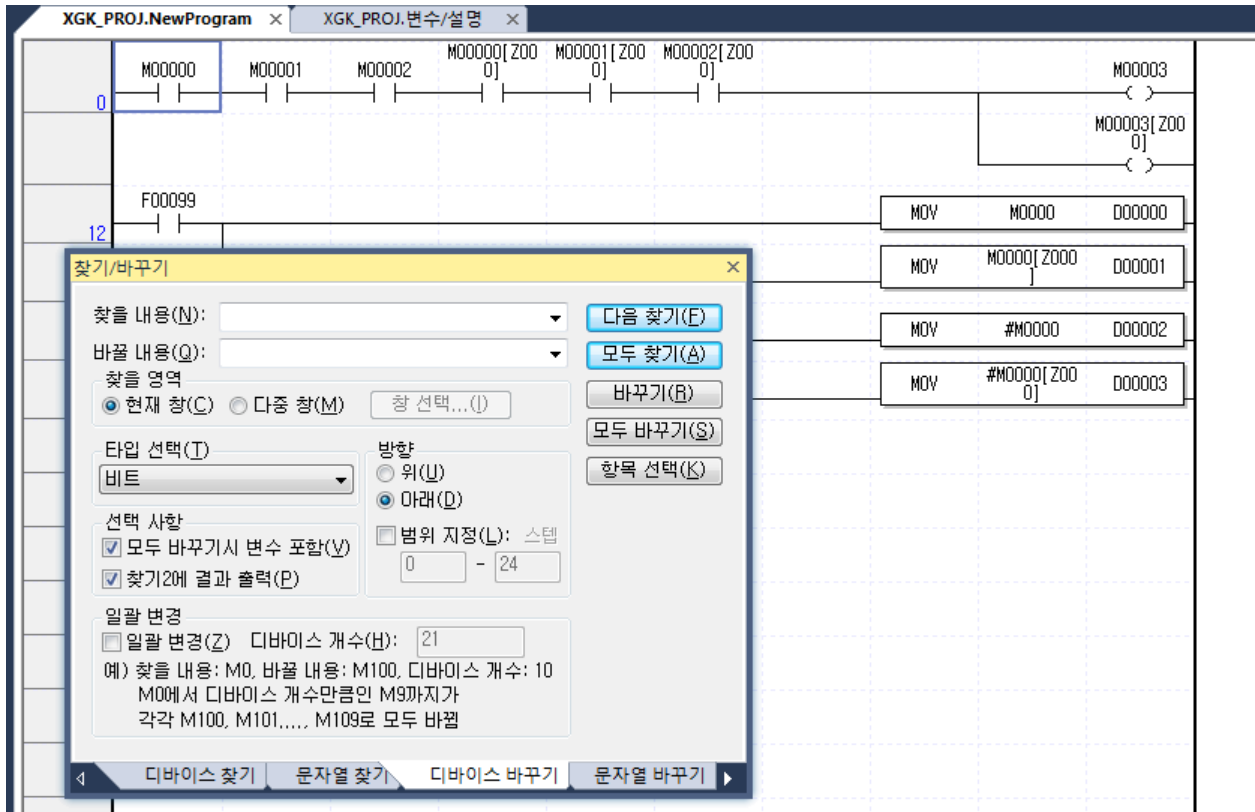 XGK_PROJ.NewProgram ×
XGK_PROJ.변수/설명 ×
M00000 M00001 M00002 M00000[Z000] M00001[Z000] M00002[Z000] M00003
0
M00003[Z000]
F00099
12
MOV M0000 D00000
MOV M0000[Z000] D00001
MOV #M0000 D00002
MOV #M0000[Z000] D00003
찾기/바꾸기 ×
찾을 내용(N):
다음 찾기(F)
바꿀 내용(Q):
모두 찾기(A)
찾을 영역
현재 창(C) 다중 창(M) 창 선택...(I)
바꾸기(R)
모두 바꾸기(S)
항목 선택(K)
타입 선택(T)
비트
방향
위(U)
아래(D)
범위 지정(L): 스텝
0 - 24
선택 사항
모두 바꾸기시 변수 포함(V)
찾기2에 결과 출력(P)
일괄 변경
일괄 변경(Z) 디바이스 개수(H): 21
예) 찾을 내용: M0, 바꿀 내용: M100, 디바이스 개수: 10
M0에서 디바이스 개수만큼인 M9까지가
각각 M100, M101,..., M109로 모두 바뀜
디바이스 찾기 문자열 찾기 디바이스 바꾸기 문자열 바꾸기